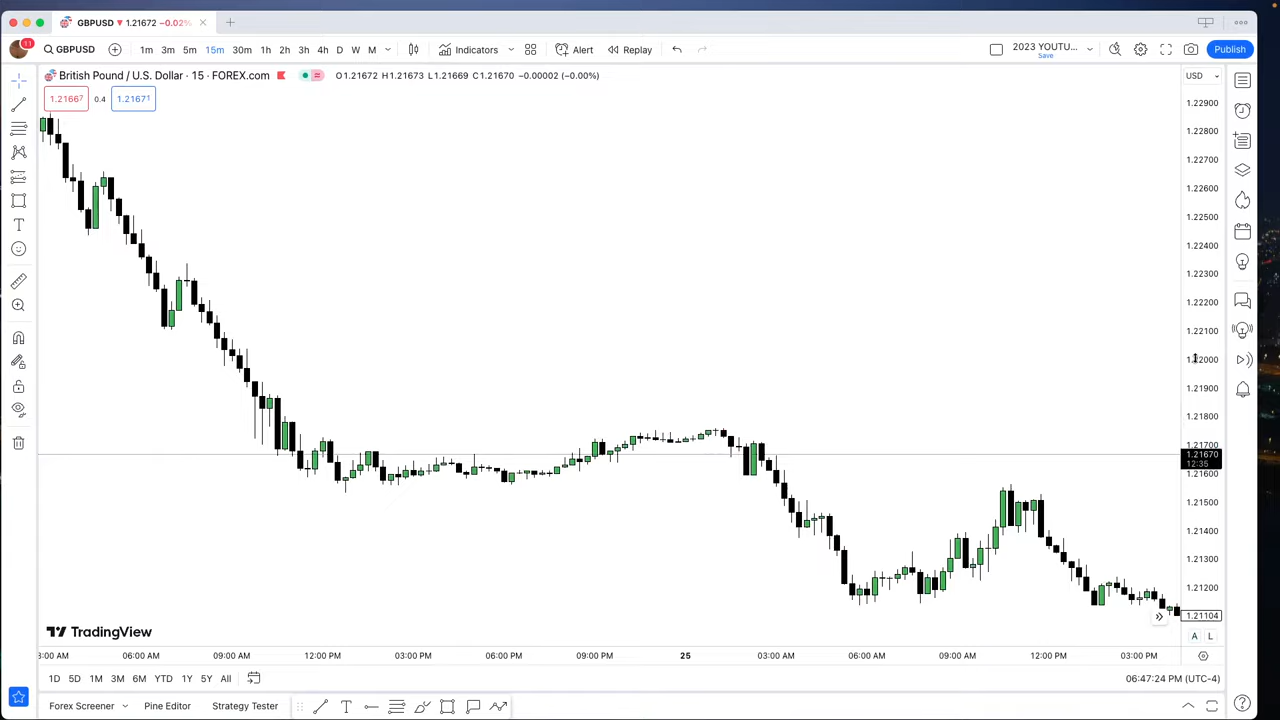 GBPUSD 1.21672 −0.02%
11 GBPUSD 1m 3m 5m 15m 30m 1h 2h 3h 4h D W M Indicators Alert Replay 2023 YOUTU... Save Publish
British Pound / U.S. Dollar · 15 · FOREX.com O1.21672 H1.21673 L1.21669 C1.21670 −0.00002 (−0.00%) USD
1.21667 0.4 1.21671
1.22900
1.22800
1.22700
1.22600
1.22500
1.22400
1.22300
1.22200
1.22100
1.22000
1.21900
1.21800
1.21700
1.21670
12:35
1.21600
1.21500
1.21400
1.21300
1.21200
1.21104
TradingView
A L
3:00 AM 06:00 AM 09:00 AM 12:00 PM 03:00 PM 06:00 PM 09:00 PM 25 03:00 AM 06:00 AM 09:00 AM 12:00 PM 03:00 PM
1D 5D 1M 3M 6M YTD 1Y 5Y All 06:47:24 PM (UTC-4)
Forex Screener Pine Editor Strategy Tester